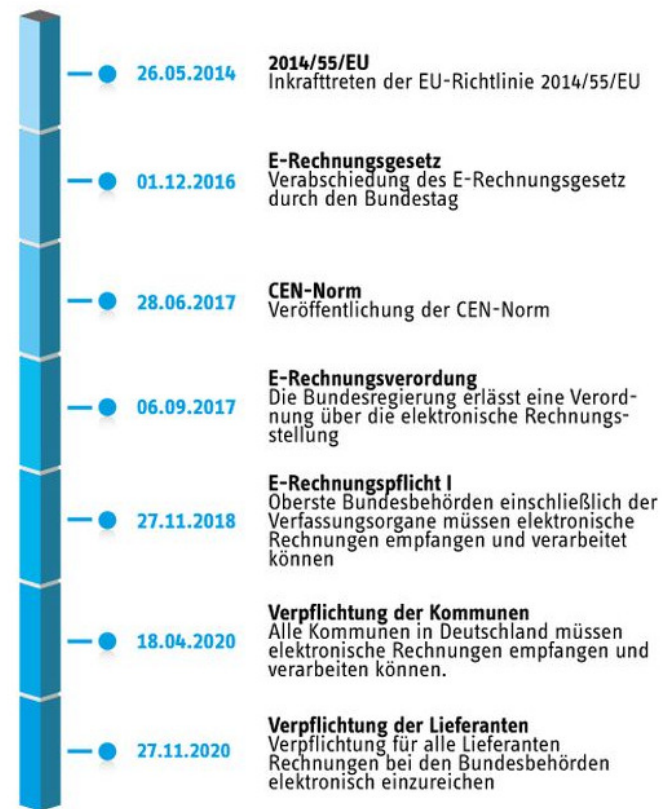 26.05.2014
2014/55/EU
Inkrafttreten der EU-Richtlinie 2014/55/EU
01.12.2016
E-Rechnungsgesetz
Verabschiedung des E-Rechnungsgesetz
durch den Bundestag
28.06.2017
CEN-Norm
Veröffentlichung der CEN-Norm
06.09.2017
E-Rechnungsverordung
Die Bundesregierung erlässt eine Verord-
nung über die elektronische Rechnungs-
stellung
27.11.2018
E-Rechnungspflicht I
Oberste Bundesbehörden einschließlich der
Verfassungsorgane müssen elektronische
Rechnungen empfangen und verarbeitet
können
18.04.2020
Verpflichtung der Kommunen
Alle Kommunen in Deutschland müssen
elektronische Rechnungen empfangen und
verarbeiten können.
27.11.2020
Verpflichtung der Lieferanten
Verpflichtung für alle Lieferanten
Rechnungen bei den Bundesbehörden
elektronisch einzureichen